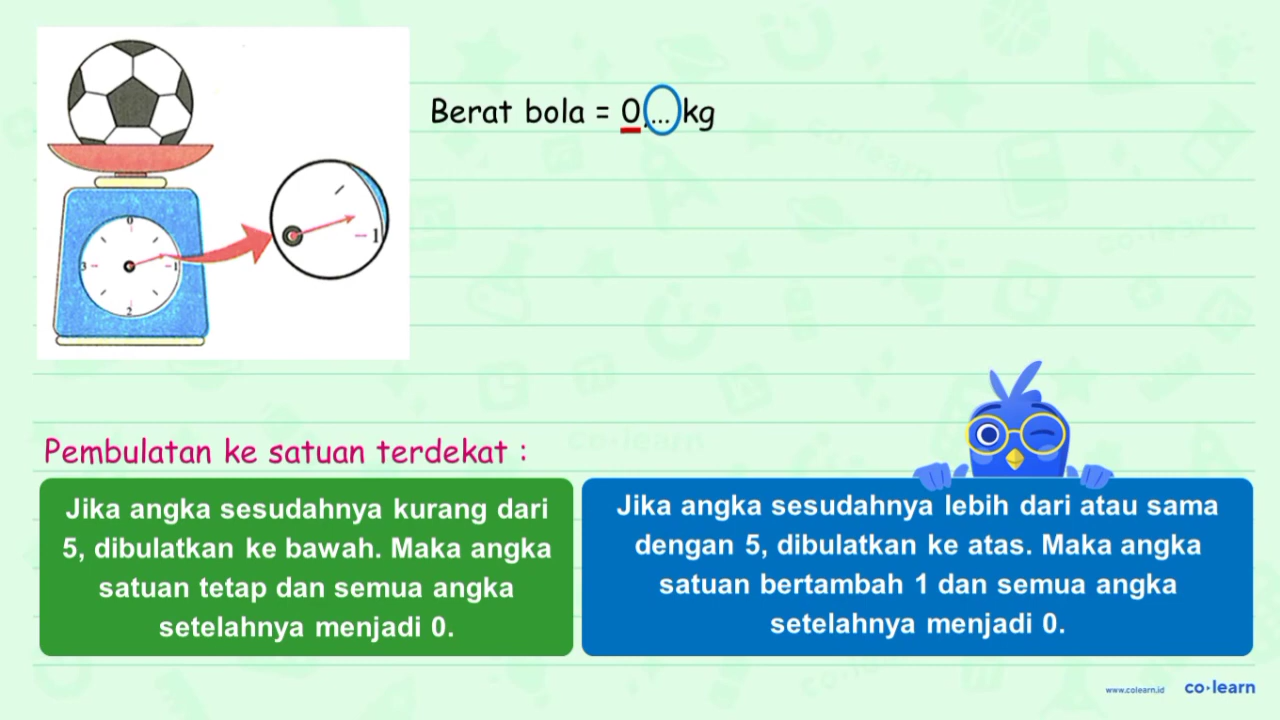 Berat bola = 0,... kg
0
3
1
2
1
Pembulatan ke satuan terdekat :
Jika angka sesudahnya kurang dari
5, dibulatkan ke bawah. Maka angka
satuan tetap dan semua angka
setelahnya menjadi 0.
Jika angka sesudahnya lebih dari atau sama
dengan 5, dibulatkan ke atas. Maka angka
satuan bertambah 1 dan semua angka
setelahnya menjadi 0.
www.colearn.id
co·learn